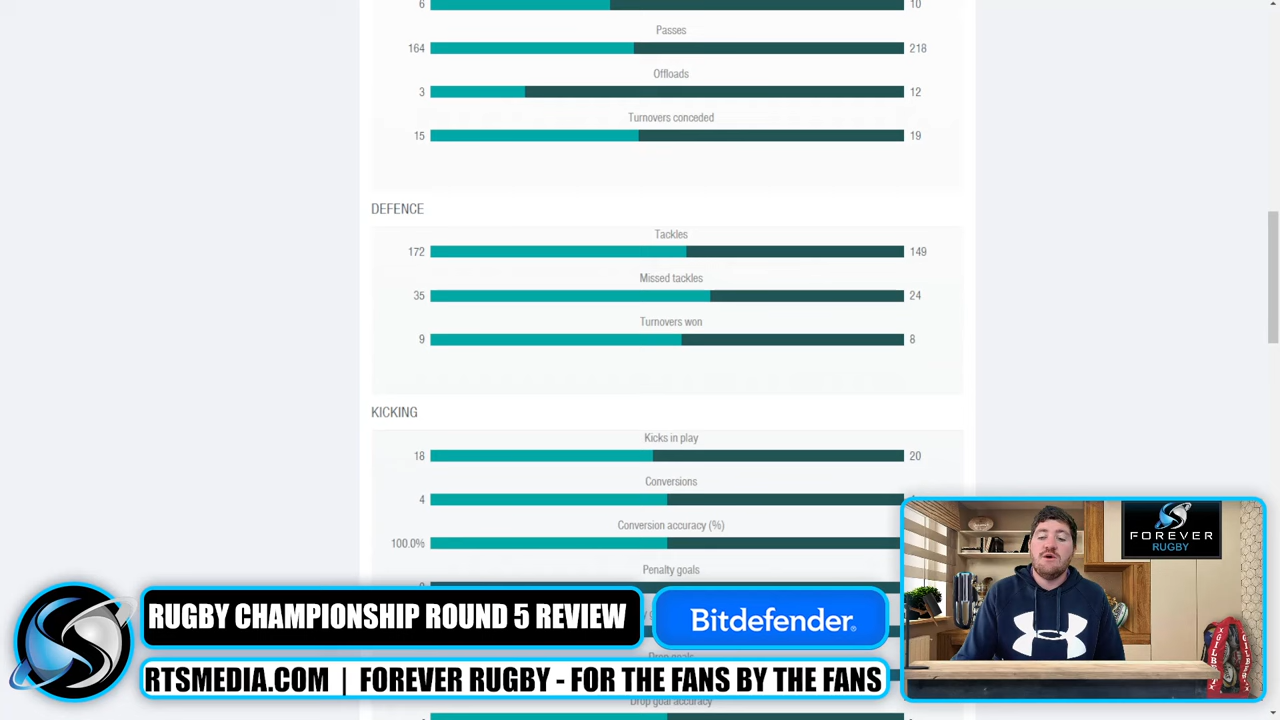 6 10
Passes
164 218
Offloads
3 12
Turnovers conceded
15 19
DEFENCE
Tackles
172 149
Missed tackles
35 24
Turnovers won
9 8
KICKING
Kicks in play
18 20
Conversions
4
Conversion accuracy (%)
100.0%
Penalty goals
Drop goal accuracy
FOREVER
RUGBY
RUGBY CHAMPIONSHIP ROUND 5 REVIEW
Bitdefender®
RTSMEDIA.COM | FOREVER RUGBY - FOR THE FANS BY THE FANS